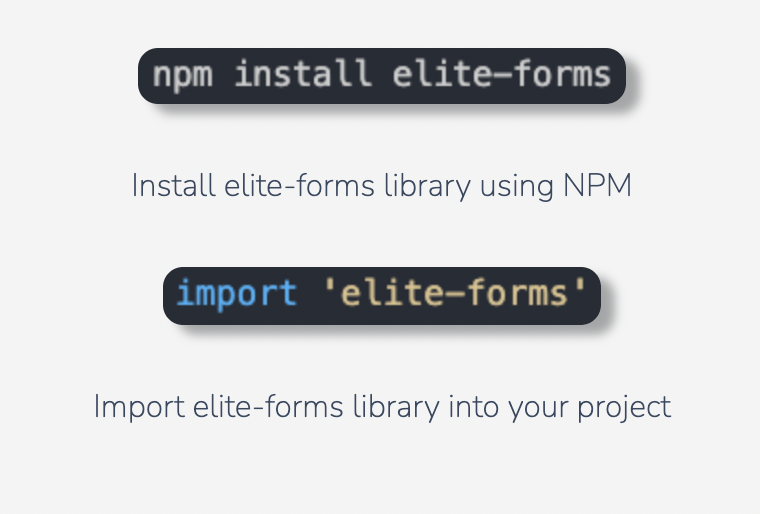 npm install elite-forms
Install elite-forms library using NPM
import 'elite-forms'
Import elite-forms library into your project